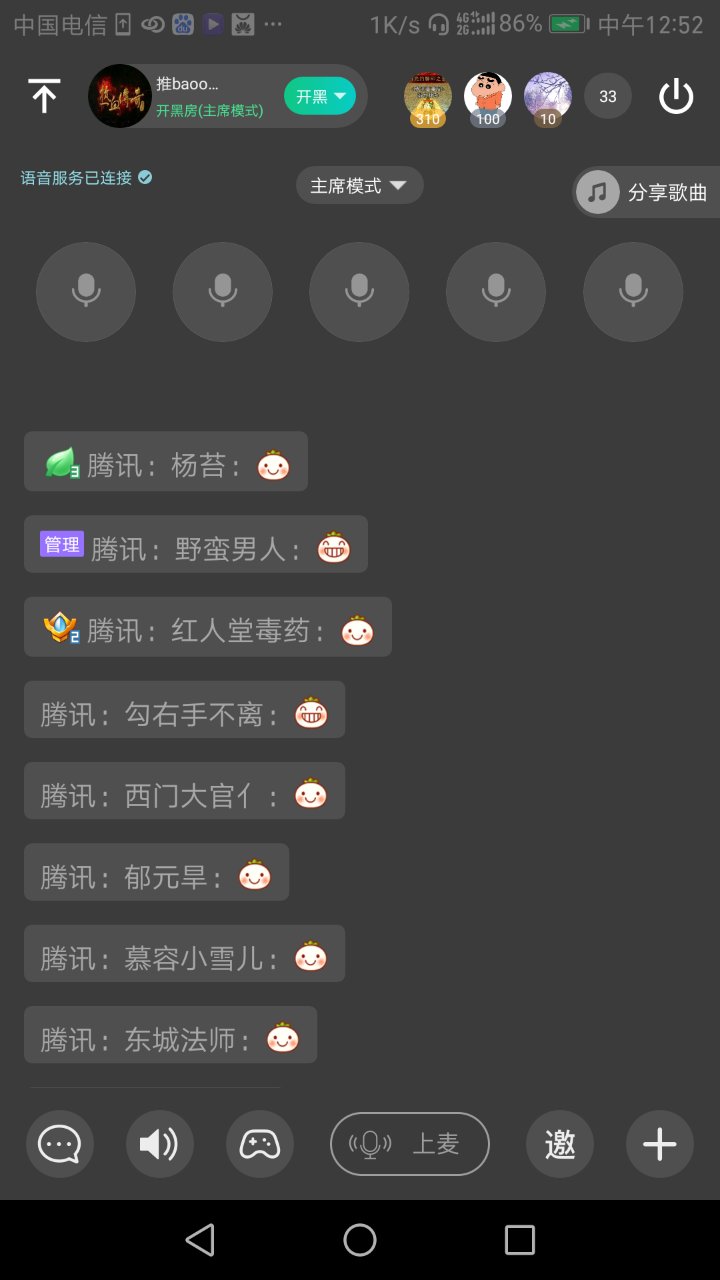 中国电信 ··· 1K/s 4G 2G 86% 中午12:52
推baoo...
开黑房(主席模式)
开黑
310 100 10 33
语音服务已连接
主席模式
分享歌曲
3 腾讯：杨苔：
管理 腾讯：野蛮男人：
2 腾讯：红人堂毒药：
腾讯：勾右手不离：
腾讯：西门大官亻：
腾讯：郁元旱：
腾讯：慕容小雪儿：
腾讯：东城法师：
上麦
邀